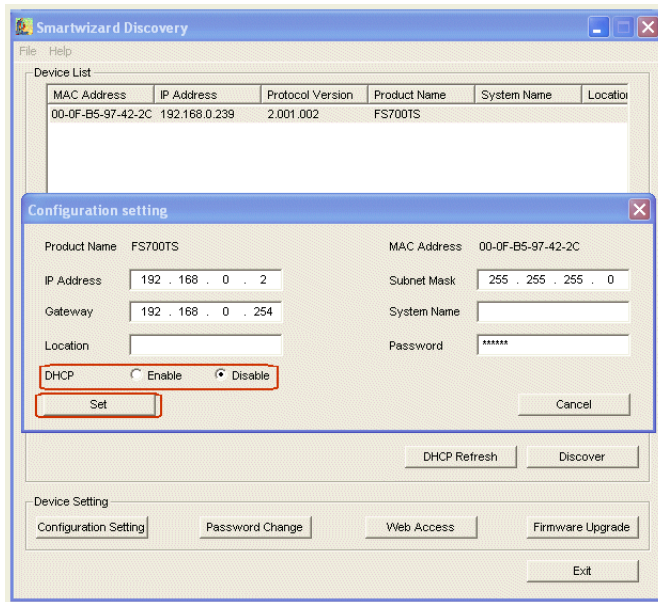 Smartwizard Discovery
File Help
Device List
MAC Address IP Address Protocol Version Product Name System Name Location
00-0F-B5-97-42-2C 192.168.0.239 2.001.002 FS700TS
Configuration setting
Product Name FS700TS MAC Address 00-0F-B5-97-42-2C
IP Address 192 . 168 . 0 . 2 Subnet Mask 255 . 255 . 255 . 0
Gateway 192 . 168 . 0 . 254 System Name
Location Password ******
DHCP Enable Disable
Set Cancel
DHCP Refresh Discover
Device Setting
Configuration Setting Password Change Web Access Firmware Upgrade
Exit